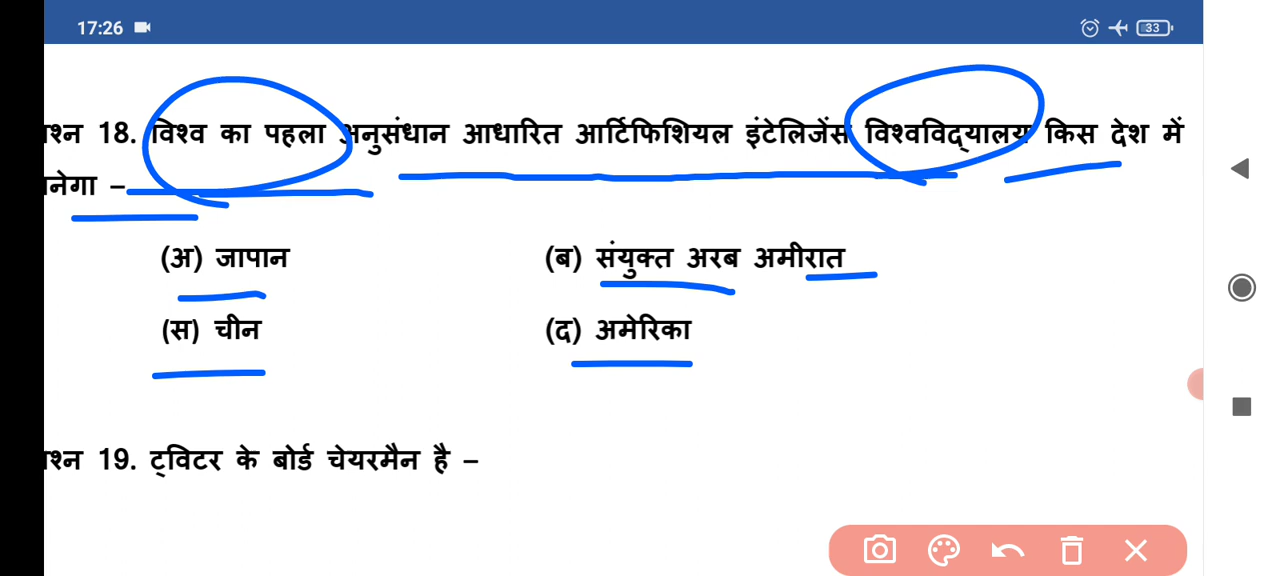 17:26
33
श्न 18. विश्व का पहला अनुसंधान आधारित आर्टिफिशियल इंटेलिजेंस विश्वविद्यालय किस देश में
नेगा –
(अ) जापान (ब) संयुक्त अरब अमीरात
(स) चीन (द) अमेरिका
श्न 19. ट्विटर के बोर्ड चेयरमैन है –